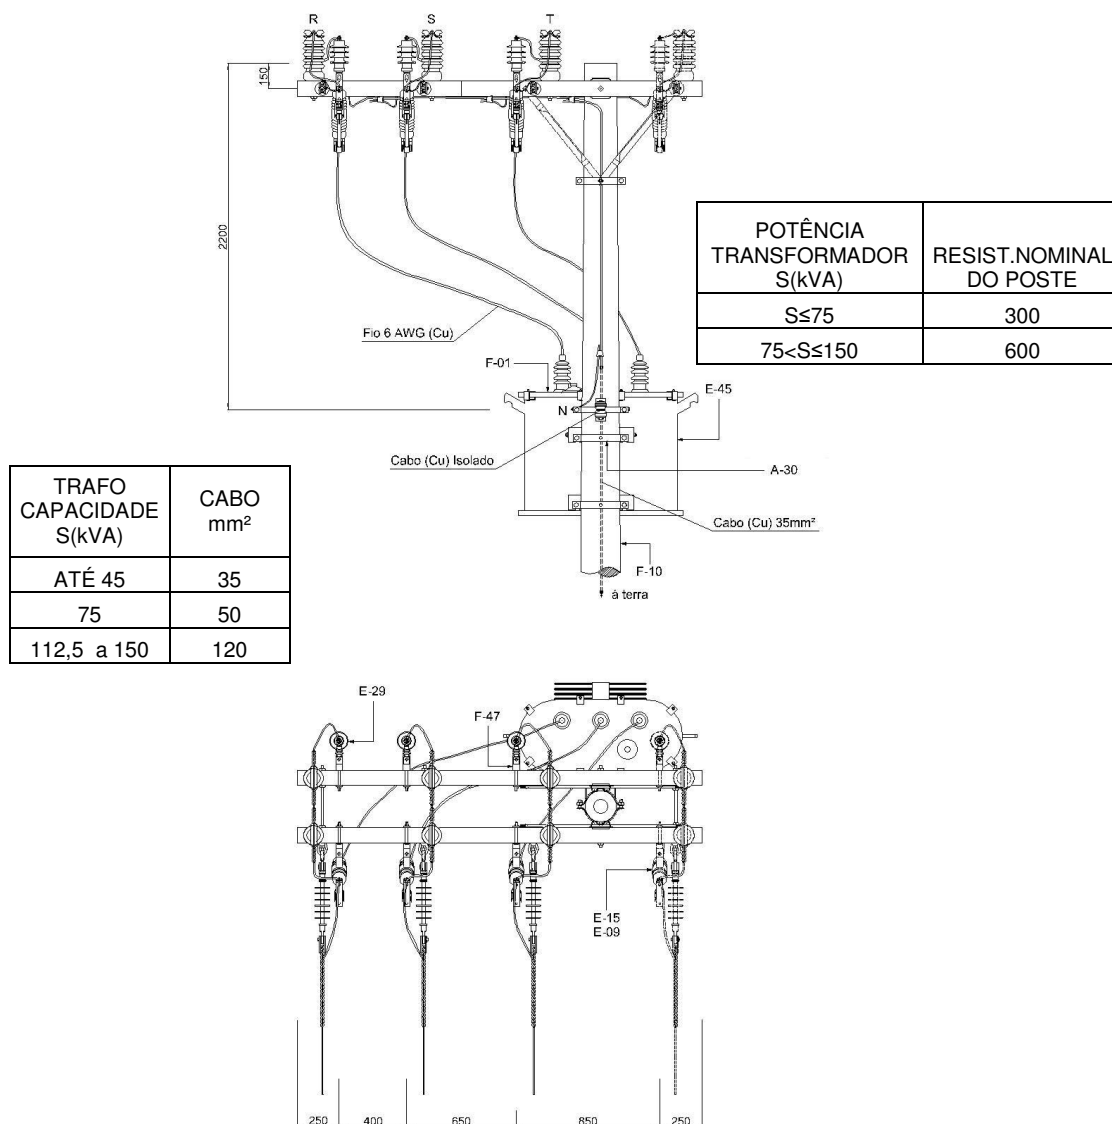 R
S
T
150
2200
POTÊNCIA
TRANSFORMADOR
S(kVA)
RESIST.NOMINAL
DO POSTE
S≤75
300
75<S≤150
600
Fio 6 AWG (Cu)
F-01
E-45
N
Cabo (Cu) Isolado
A-30
TRAFO
CAPACIDADE
S(kVA)
CABO
mm²
ATÉ 45
35
75
50
112,5 a 150
120
Cabo (Cu) 35mm²
F-10
à terra
E-29
F-47
E-15
E-09
250
400
650
850
250